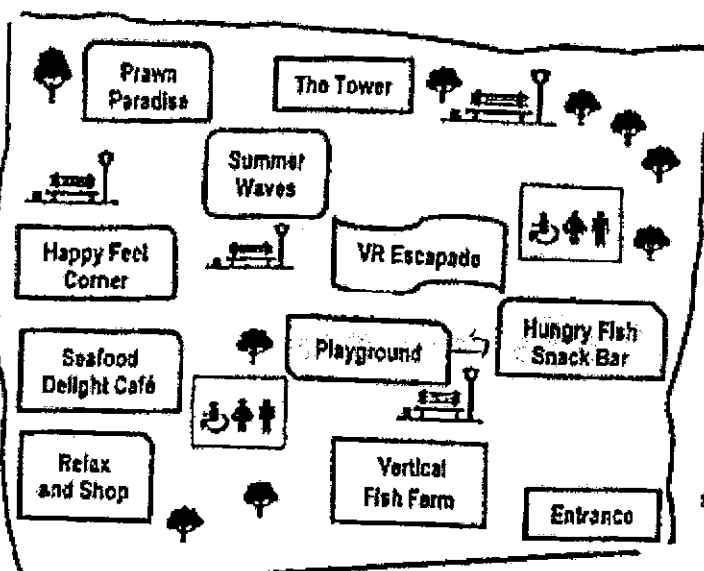 Prawn
Paradise
The Tower
Summer
Waves
Happy Feet
Corner
VR Escapade
Playground
Hungry Fish
Snack Bar
Seafood
Delight Café
Relax
and Shop
Vertical
Fish Farm
Entrance